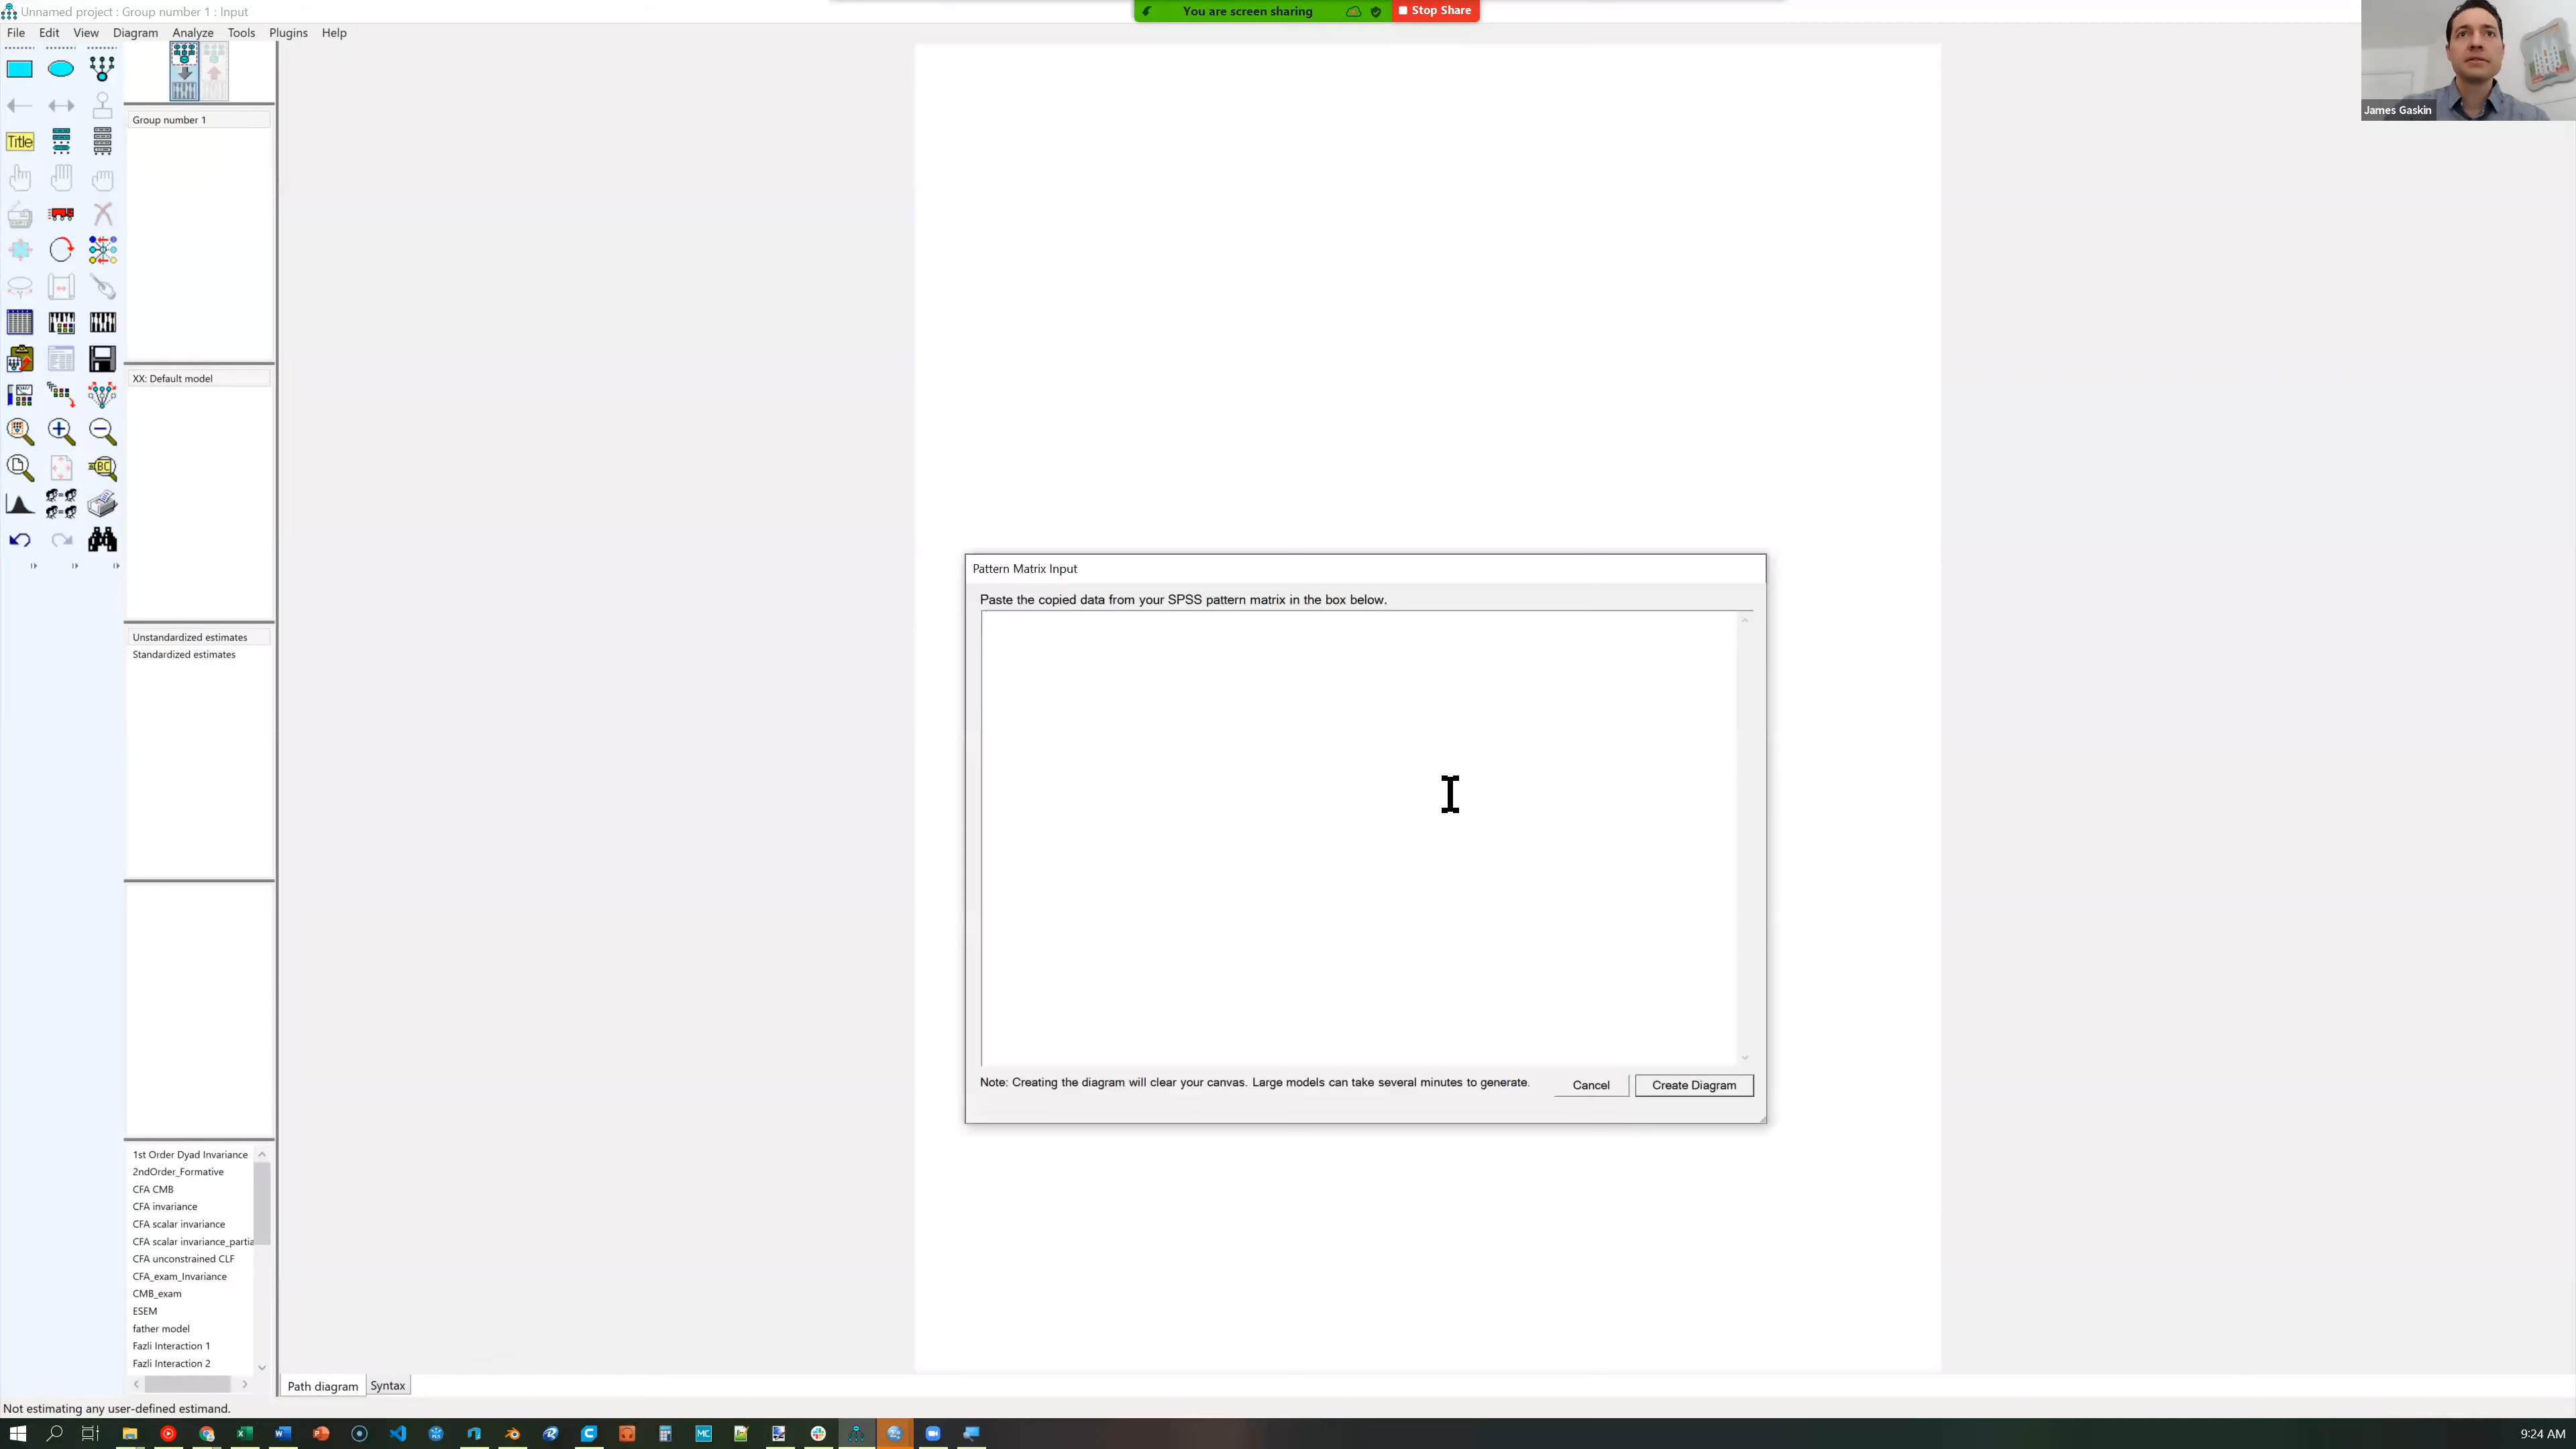 Unnamed project : Group number 1 : Input
You are screen sharing
Stop Share
File Edit View Diagram Analyze Tools Plugins Help
James Gaskin
Group number 1
Title
XX: Default model
Unstandardized estimates
Standardized estimates
Pattern Matrix Input
Paste the copied data from your SPSS pattern matrix in the box below.
Note: Creating the diagram will clear your canvas. Large models can take several minutes to generate.
Cancel
Create Diagram
1st Order Dyad Invariance
2ndOrder_Formative
CFA CMB
CFA invariance
CFA scalar invariance
CFA scalar invariance_partia
CFA unconstrained CLF
CFA_exam_Invariance
CMB_exam
ESEM
father model
Fazli Interaction 1
Fazli Interaction 2
Path diagram
Syntax
Not estimating any user-defined estimand.
9:24 AM